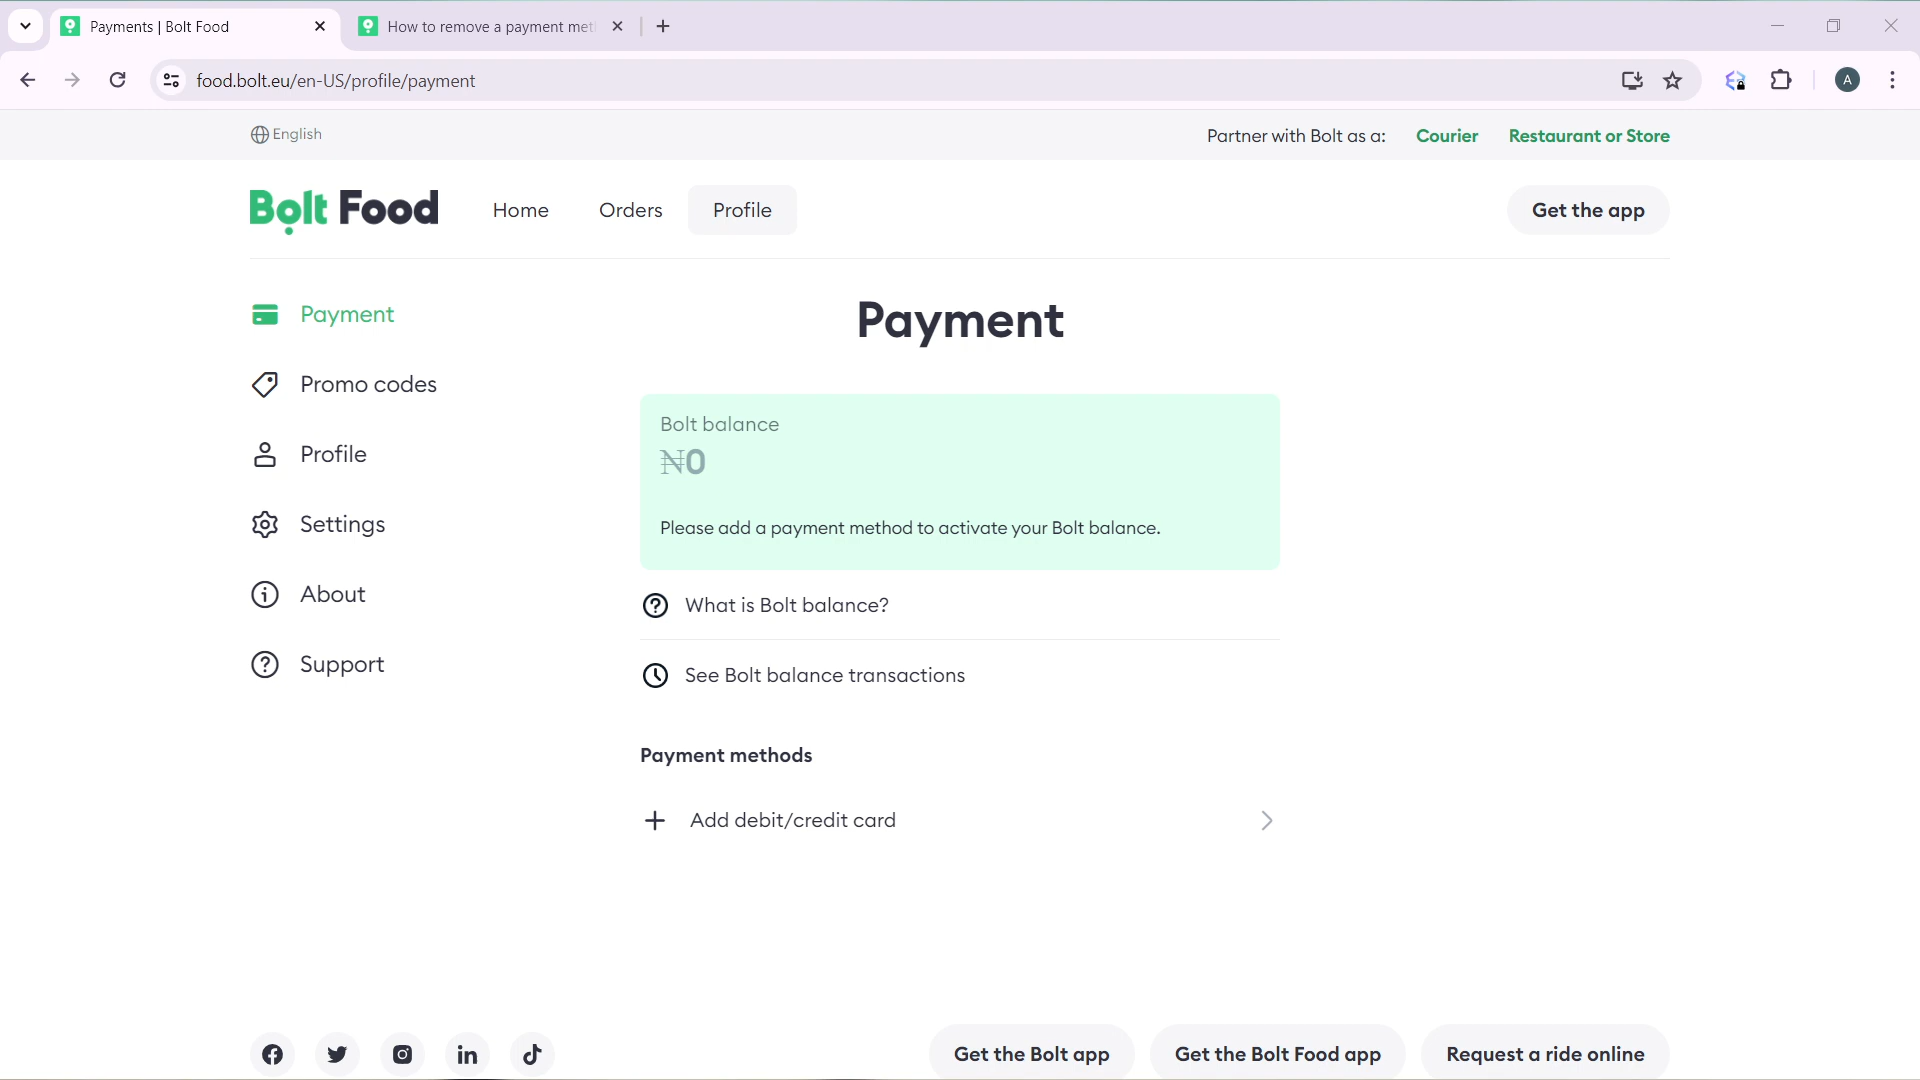 Payments | Bolt Food
How to remove a payment met
food.bolt.eu/en-US/profile/payment
A
English
Partner with Bolt as a:
Courier
Restaurant or Store
Bolt Food
Home
Orders
Profile
Get the app
Payment
Promo codes
Profile
Settings
About
Support
Payment
Bolt balance
₦0
Please add a payment method to activate your Bolt balance.
What is Bolt balance?
See Bolt balance transactions
Payment methods
Add debit/credit card
Get the Bolt app
Get the Bolt Food app
Request a ride online